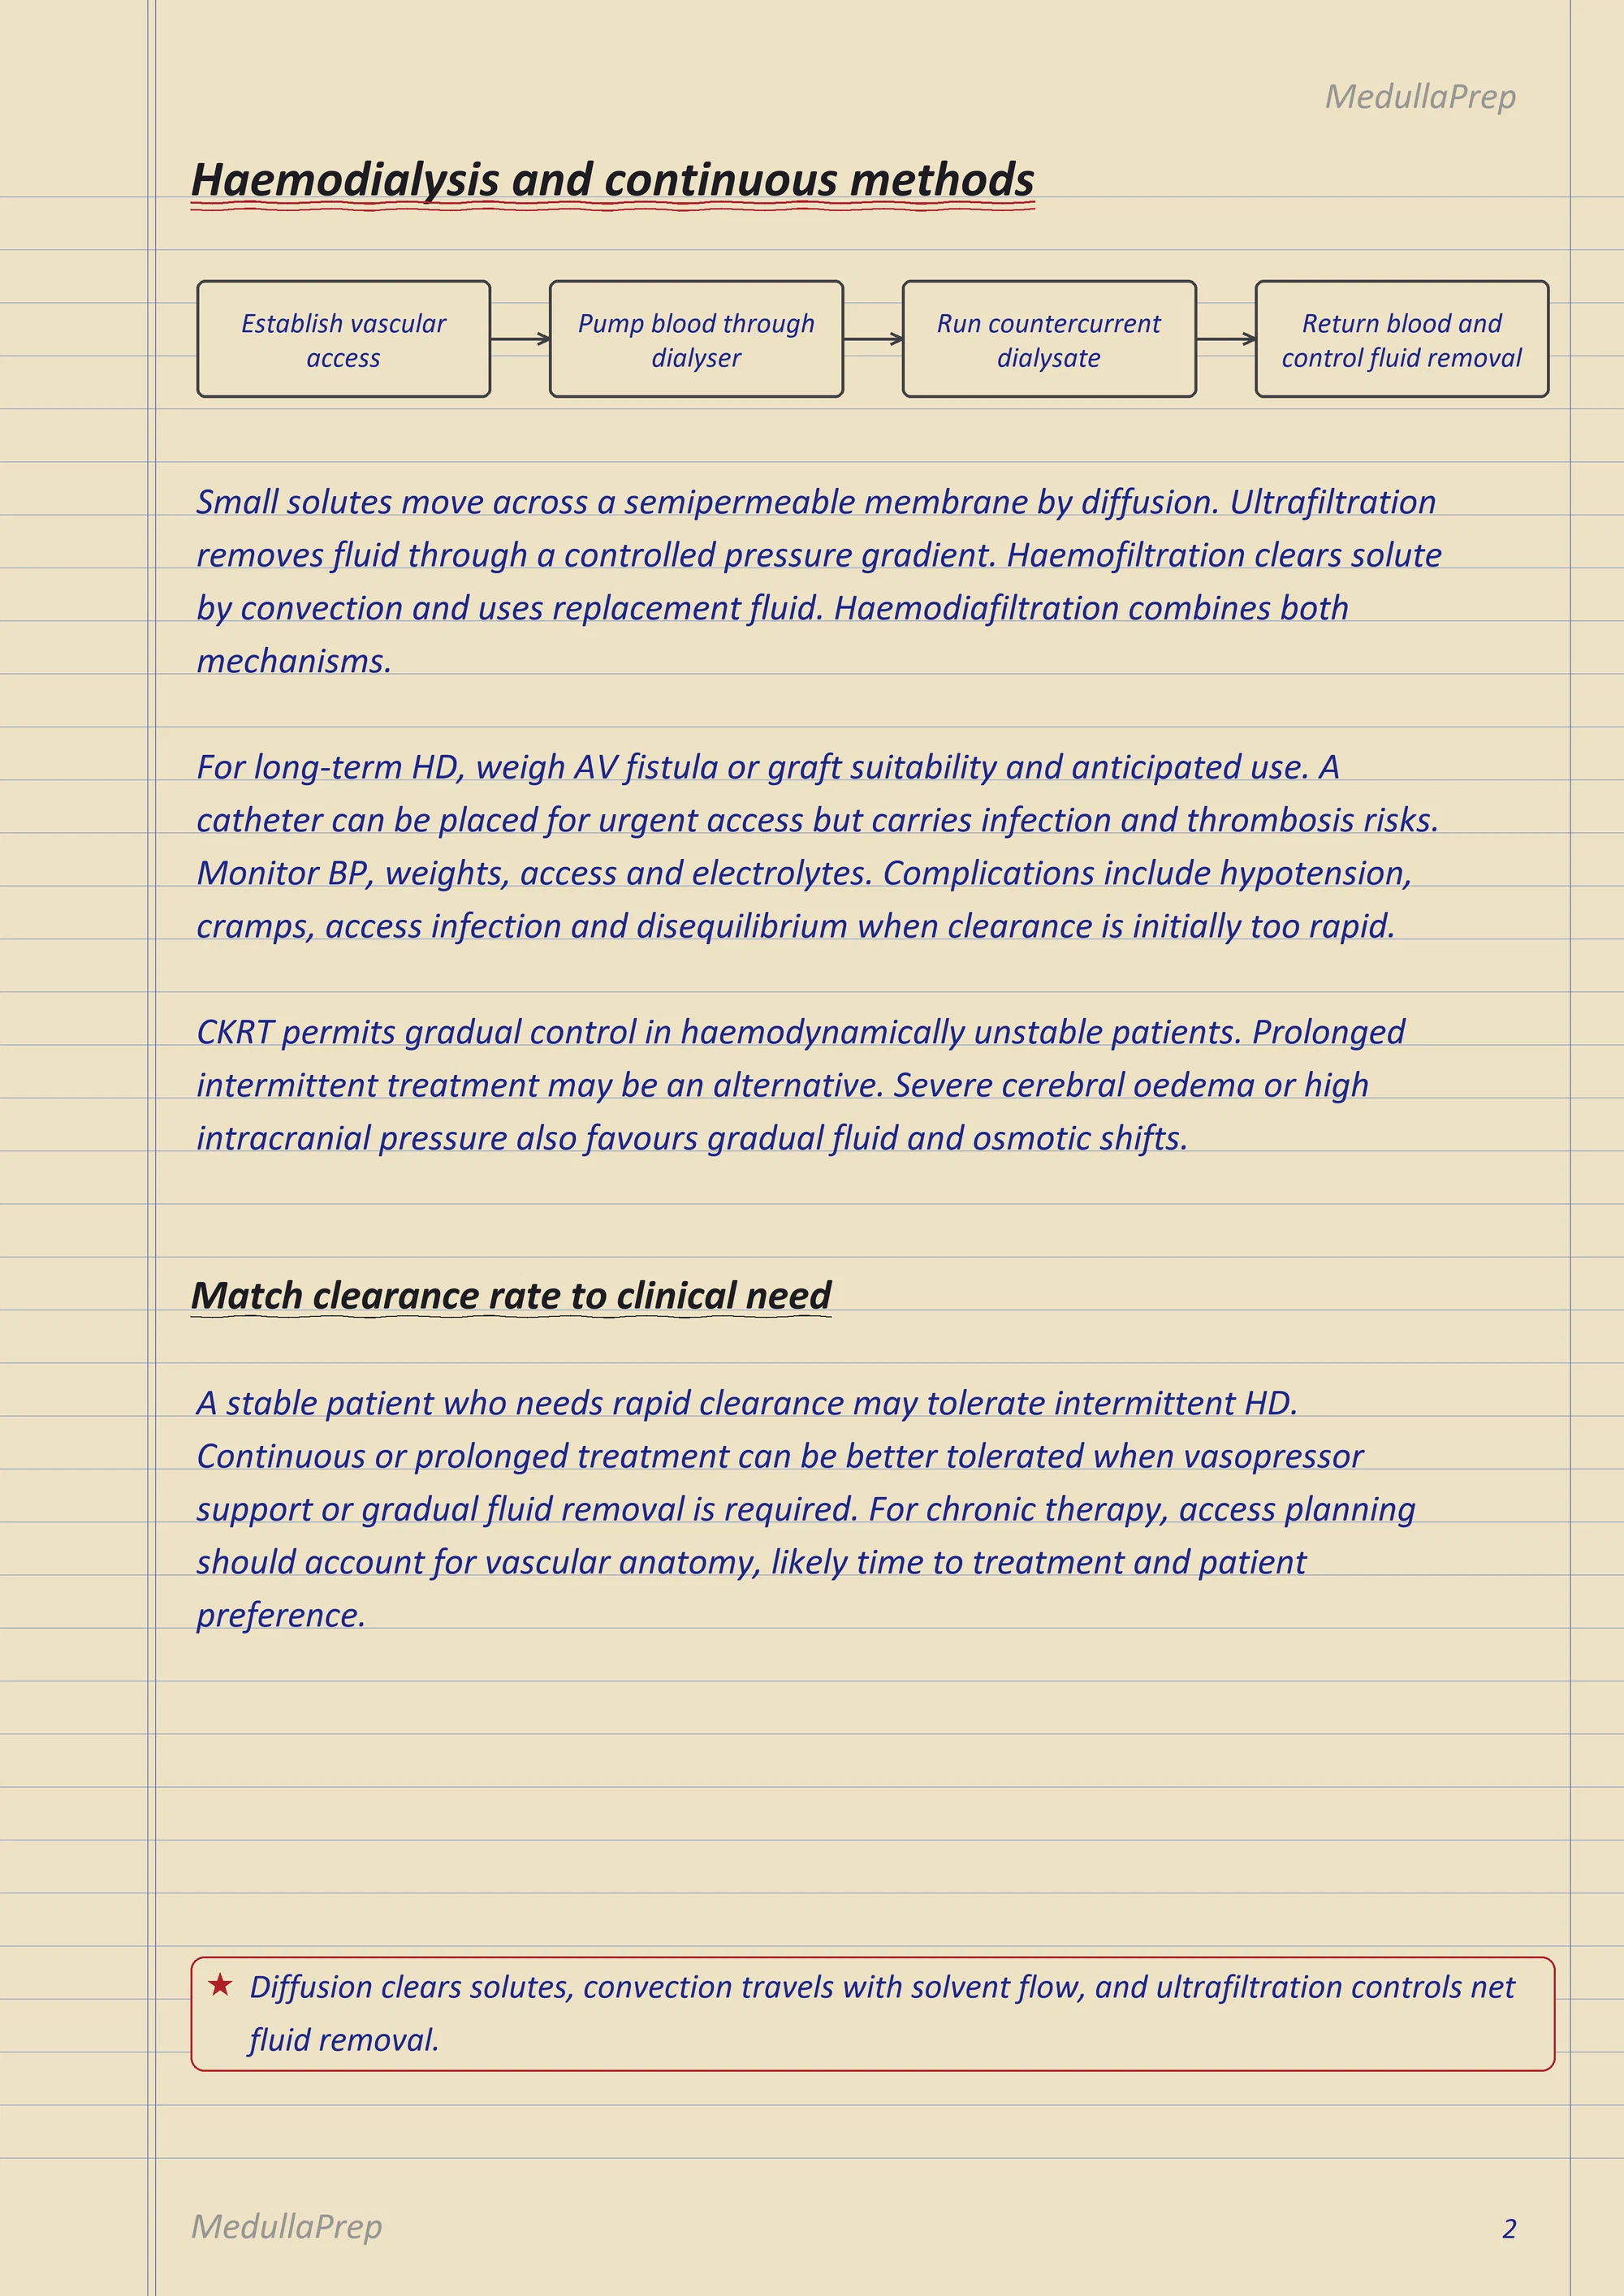 MedullaPrep
Haemodialysis and continuous methods
Establish vascular
access
Pump blood through
dialyser
Run countercurrent
dialysate
Return blood and
control fluid removal
Small solutes move across a semipermeable membrane by diffusion. Ultrafiltration
removes fluid through a controlled pressure gradient. Haemofiltration clears solute
by convection and uses replacement fluid. Haemodiafiltration combines both
mechanisms.
For long-term HD, weigh AV fistula or graft suitability and anticipated use. A
catheter can be placed for urgent access but carries infection and thrombosis risks.
Monitor BP, weights, access and electrolytes. Complications include hypotension,
cramps, access infection and disequilibrium when clearance is initially too rapid.
CKRT permits gradual control in haemodynamically unstable patients. Prolonged
intermittent treatment may be an alternative. Severe cerebral oedema or high
intracranial pressure also favours gradual fluid and osmotic shifts.
Match clearance rate to clinical need
A stable patient who needs rapid clearance may tolerate intermittent HD.
Continuous or prolonged treatment can be better tolerated when vasopressor
support or gradual fluid removal is required. For chronic therapy, access planning
should account for vascular anatomy, likely time to treatment and patient
preference.
★ Diffusion clears solutes, convection travels with solvent flow, and ultrafiltration controls net
fluid removal.
MedullaPrep
2